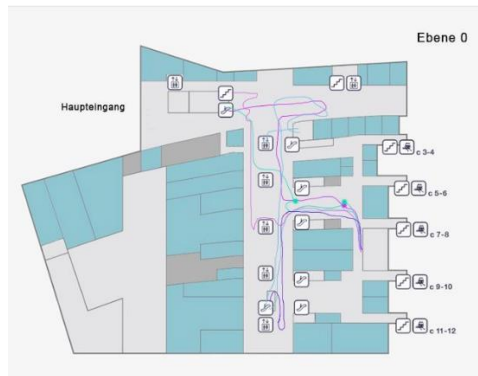 Ebene 0
Haupteingang
c 3-4
c 5-6
c 7-8
c 9-10
c 11-12